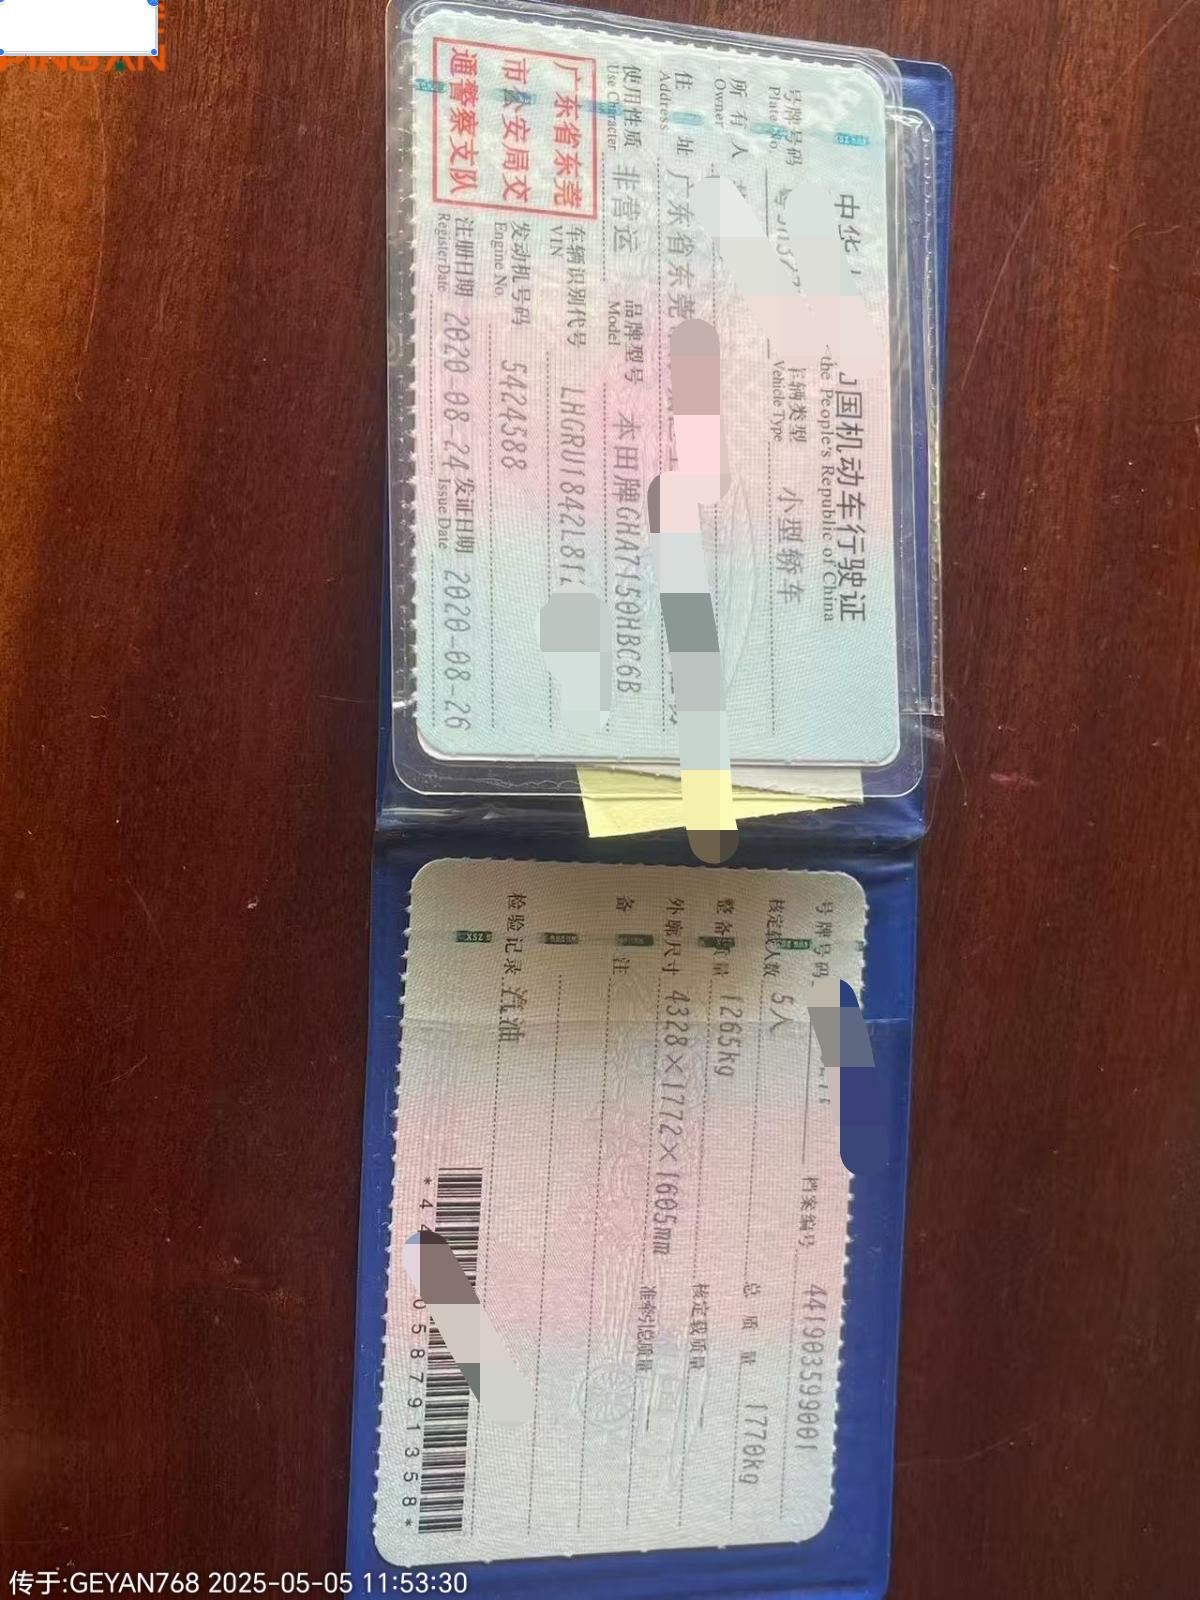 PING AN
中华
国机动车行驶证
the People's Republic of China
号牌号码
Plate No.
车辆类型 小型轿车
Vehicle Type
所有人
Owner
住址 广东省东莞
Address
使用性质 非营运
Use Character
品牌型号 本田牌GHA7150HBC6B
Model
广东省东莞
市公安局交
通警察支队
车辆识别代号 LHGRU1842L81
VIN
发动机号码 5424588
Engine No.
注册日期 2020-08-24
Register Date
发证日期 2020-08-26
Issue Date
号牌号码
档案编号 441903599001
核定载人数 5人
总质量 1770kg
整备质量 1265kg
核定载质量
外廓尺寸 4328×1772×1605mm
准牵引总质量
备注
检验记录 汽油
*44
058791358*
传于:GEYAN768 2025-05-05 11:53:30